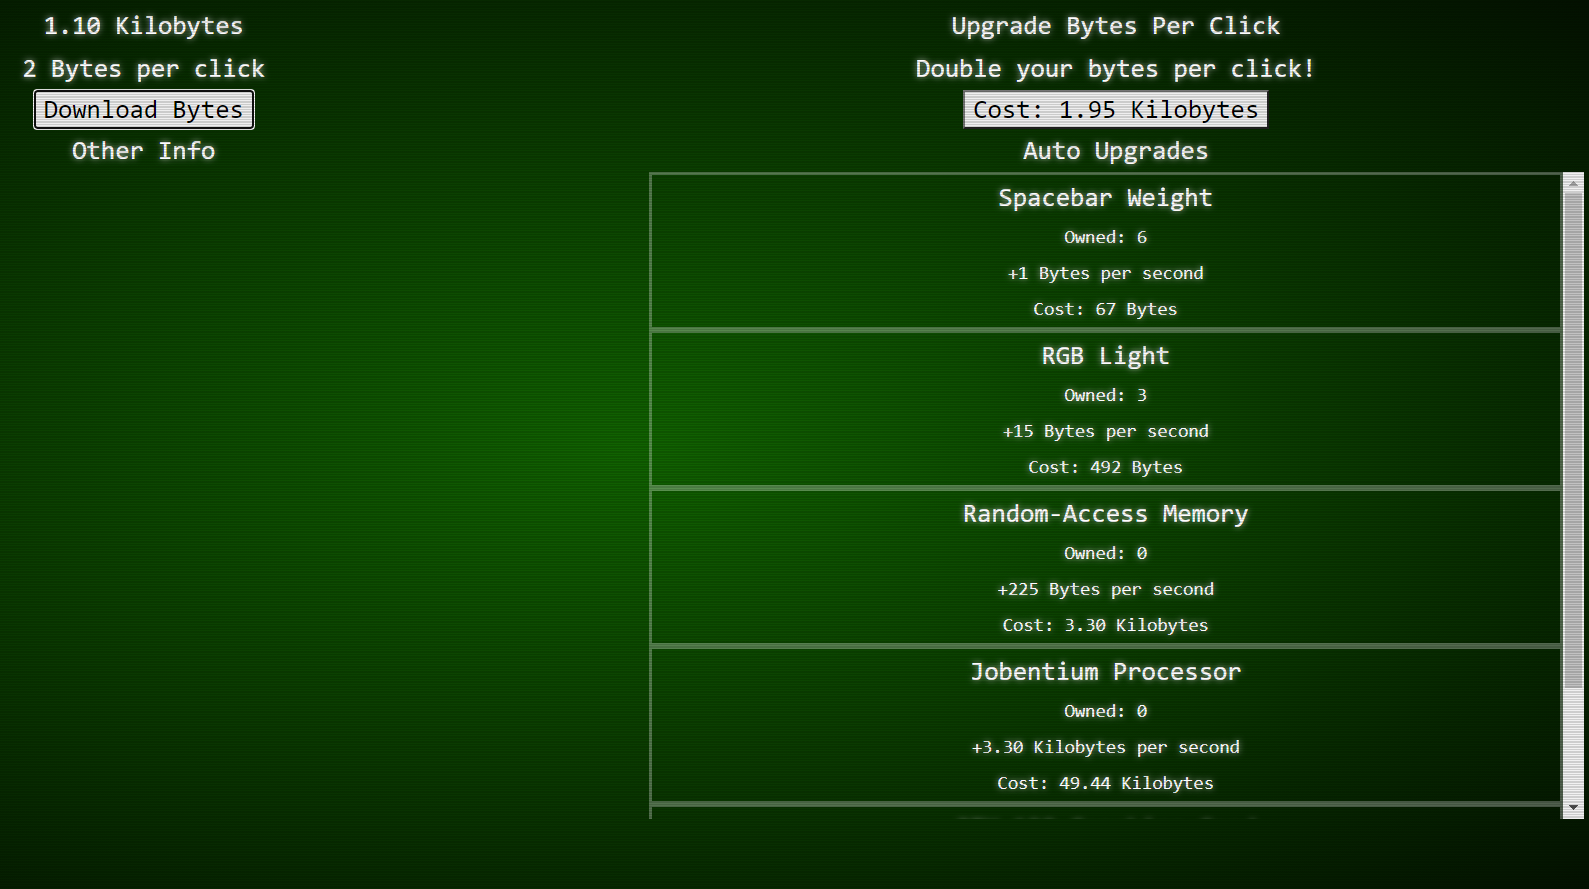 1.10 Kilobytes
2 Bytes per click
Download Bytes
Other Info
Upgrade Bytes Per Click
Double your bytes per click!
Cost: 1.95 Kilobytes
Auto Upgrades
Spacebar Weight
Owned: 6
+1 Bytes per second
Cost: 67 Bytes
RGB Light
Owned: 3
+15 Bytes per second
Cost: 492 Bytes
Random-Access Memory
Owned: 0
+225 Bytes per second
Cost: 3.30 Kilobytes
Jobentium Processor
Owned: 0
+3.30 Kilobytes per second
Cost: 49.44 Kilobytes